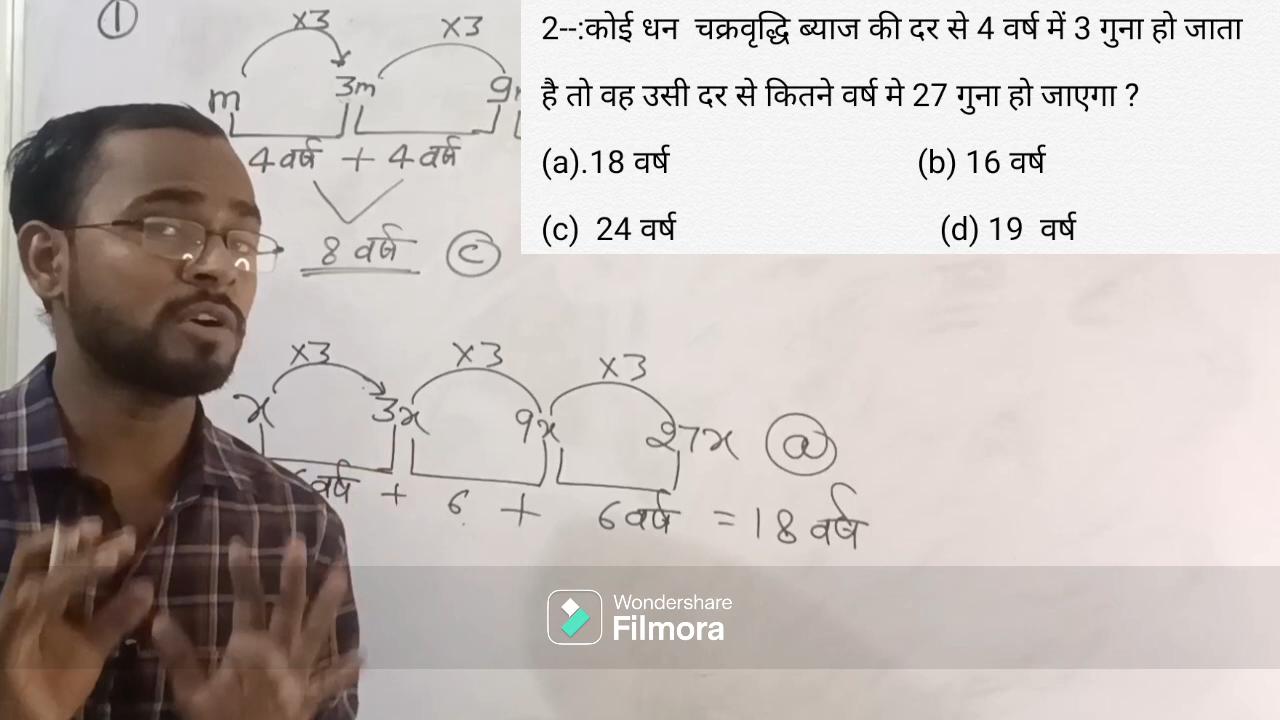 ①
2--:कोई धन चक्रवृद्धि ब्याज की दर से 4 वर्ष में 3 गुना हो जाता
है तो वह उसी दर से कितने वर्ष मे 27 गुना हो जाएगा ?
(a).18 वर्ष (b) 16 वर्ष
(c) 24 वर्ष (d) 19 वर्ष
×3 ×3
m 3m
4 वर्ष + 4 वर्ष
8 वर्ष ⓒ
×3 ×3 ×3
x 3x 9x 27x ⓐ
वर्ष + 6 + 6 वर्ष = 18 वर्ष
Wondershare
Filmora